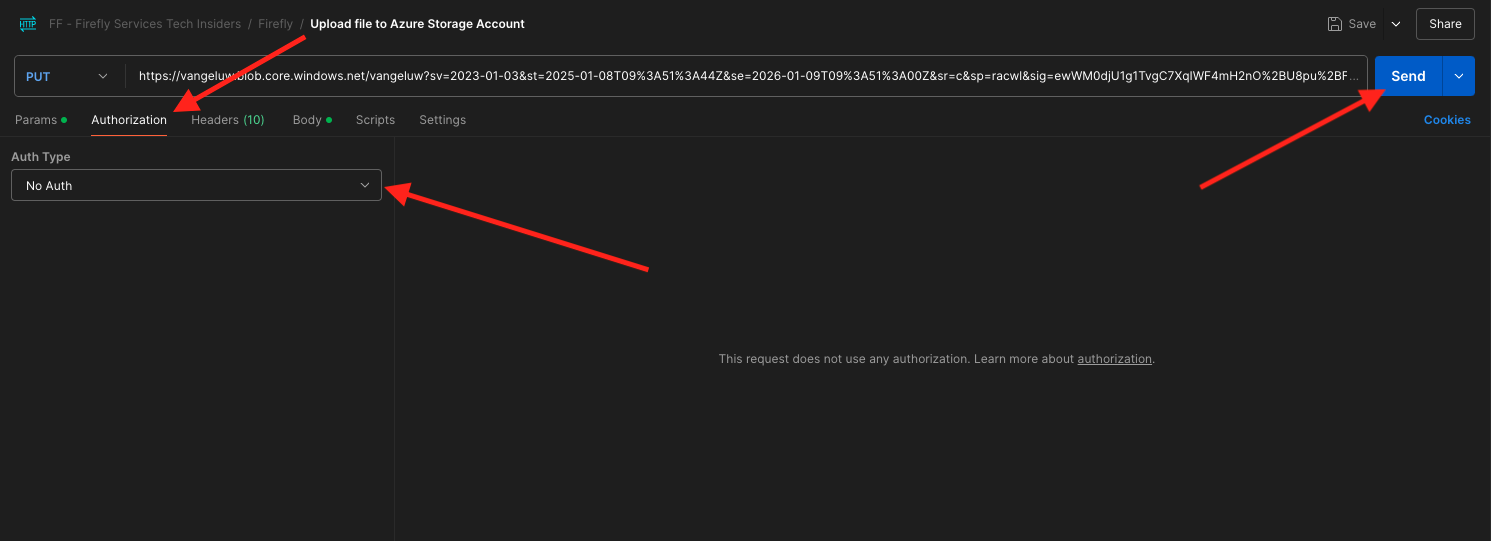 HTTP FF - Firefly Services Tech Insiders / Firefly / Upload file to Azure Storage Account Save Share
PUT https://vangeluw.blob.core.windows.net/vangeluw?sv=2023-01-03&st=2025-01-08T09%3A51%3A44Z&se=2026-01-09T09%3A51%3A00Z&sr=c&sp=racwl&sig=ewWM0djU1g1TvgC7XqlWF4mH2nO%2BU8pu%2BF... Send
Params Authorization Headers (10) Body Scripts Settings Cookies
Auth Type
No Auth
This request does not use any authorization. Learn more about authorization.